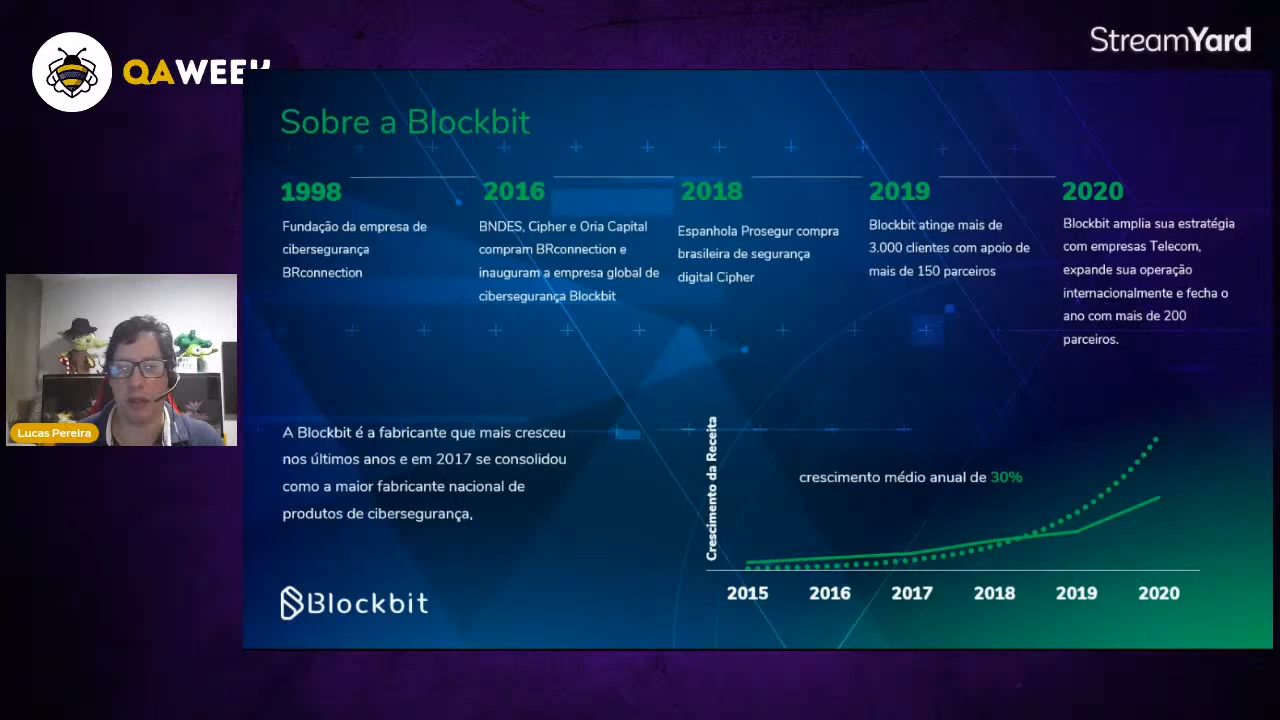 QAWEEK
StreamYard
Sobre a Blockbit
1998
Fundação da empresa de
cibersegurança
BRconnection
2016
BNDES, Cipher e Oria Capital
compram BRconnection e
inauguram a empresa global de
cibersegurança Blockbit
2018
Espanhola Prosegur compra
brasileira de segurança
digital Cipher
2019
Blockbit atinge mais de
3.000 clientes com apoio de
mais de 150 parceiros
2020
Blockbit amplia sua estratégia
com empresas Telecom,
expande sua operação
internacionalmente e fecha o
ano com mais de 200
parceiros.
Lucas Pereira
A Blockbit é a fabricante que mais cresceu
nos últimos anos e em 2017 se consolidou
como a maior fabricante nacional de
produtos de cibersegurança,
Crescimento da Receita
crescimento médio anual de 30%
2015 2016 2017 2018 2019 2020
Blockbit